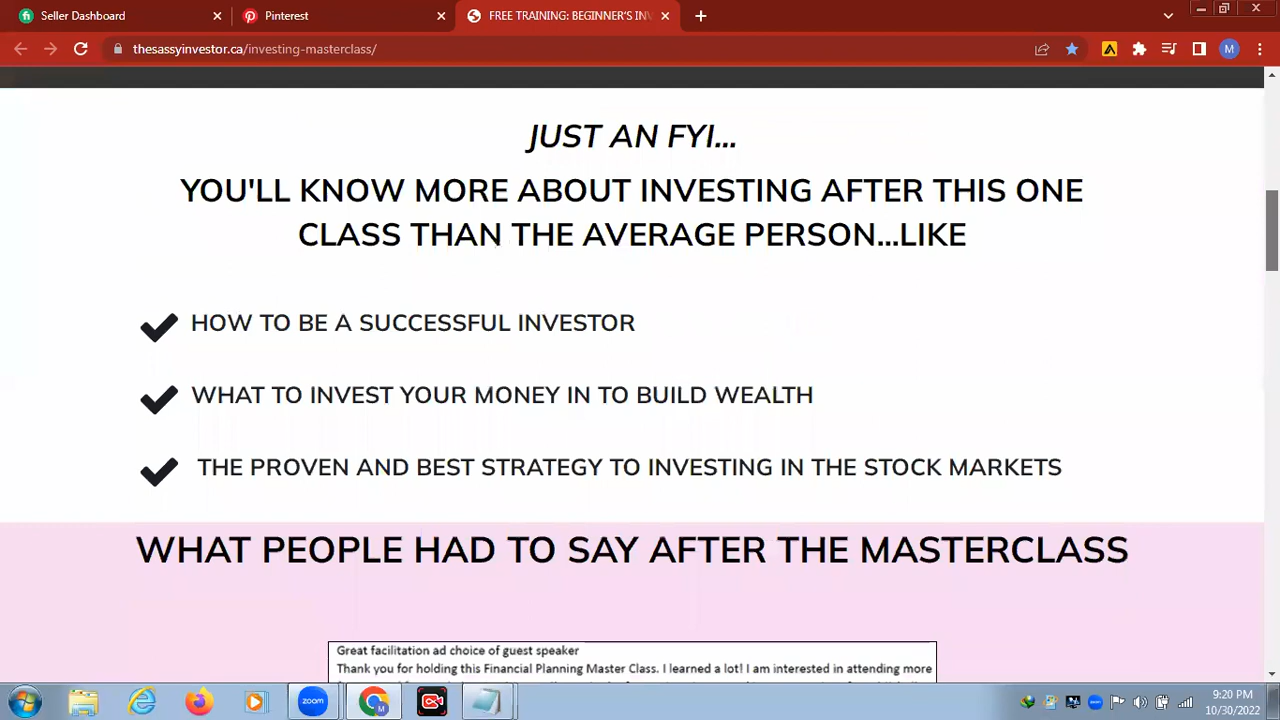 Seller Dashboard
Pinterest
FREE TRAINING: BEGINNER'S INV
thesassyinvestor.ca/investing-masterclass/
M
JUST AN FYI...
YOU'LL KNOW MORE ABOUT INVESTING AFTER THIS ONE
CLASS THAN THE AVERAGE PERSON...LIKE
HOW TO BE A SUCCESSFUL INVESTOR
WHAT TO INVEST YOUR MONEY IN TO BUILD WEALTH
THE PROVEN AND BEST STRATEGY TO INVESTING IN THE STOCK MARKETS
WHAT PEOPLE HAD TO SAY AFTER THE MASTERCLASS
Great facilitation ad choice of guest speaker
Thank you for holding this Financial Planning Master Class. I learned a lot! I am interested in attending more
zoom
M
9:20 PM
10/30/2022